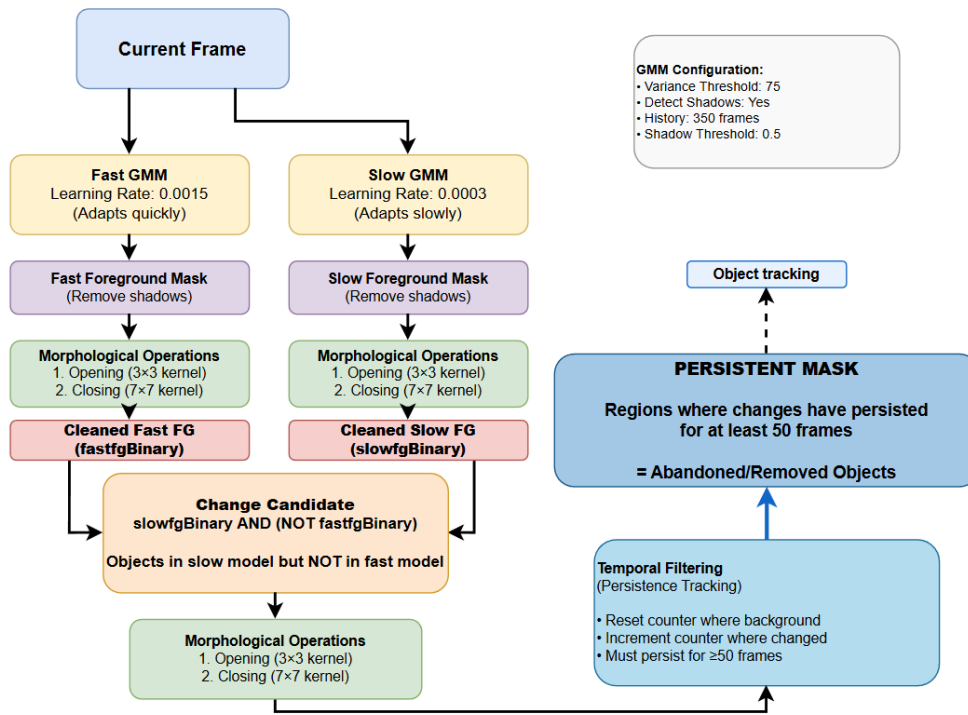 Current Frame
GMM Configuration:
• Variance Threshold: 75
• Detect Shadows: Yes
• History: 350 frames
• Shadow Threshold: 0.5
Fast GMM
Learning Rate: 0.0015
(Adapts quickly)
Slow GMM
Learning Rate: 0.0003
(Adapts slowly)
Fast Foreground Mask
(Remove shadows)
Slow Foreground Mask
(Remove shadows)
Morphological Operations
1. Opening (3×3 kernel)
2. Closing (7×7 kernel)
Morphological Operations
1. Opening (3×3 kernel)
2. Closing (7×7 kernel)
Cleaned Fast FG
(fastfgBinary)
Cleaned Slow FG
(slowfgBinary)
Change Candidate
slowfgBinary AND (NOT fastfgBinary)
Objects in slow model but NOT in fast model
Morphological Operations
1. Opening (3×3 kernel)
2. Closing (7×7 kernel)
Temporal Filtering
(Persistence Tracking)
• Reset counter where background
• Increment counter where changed
• Must persist for ≥50 frames
PERSISTENT MASK
Regions where changes have persisted
for at least 50 frames
= Abandoned/Removed Objects
Object tracking